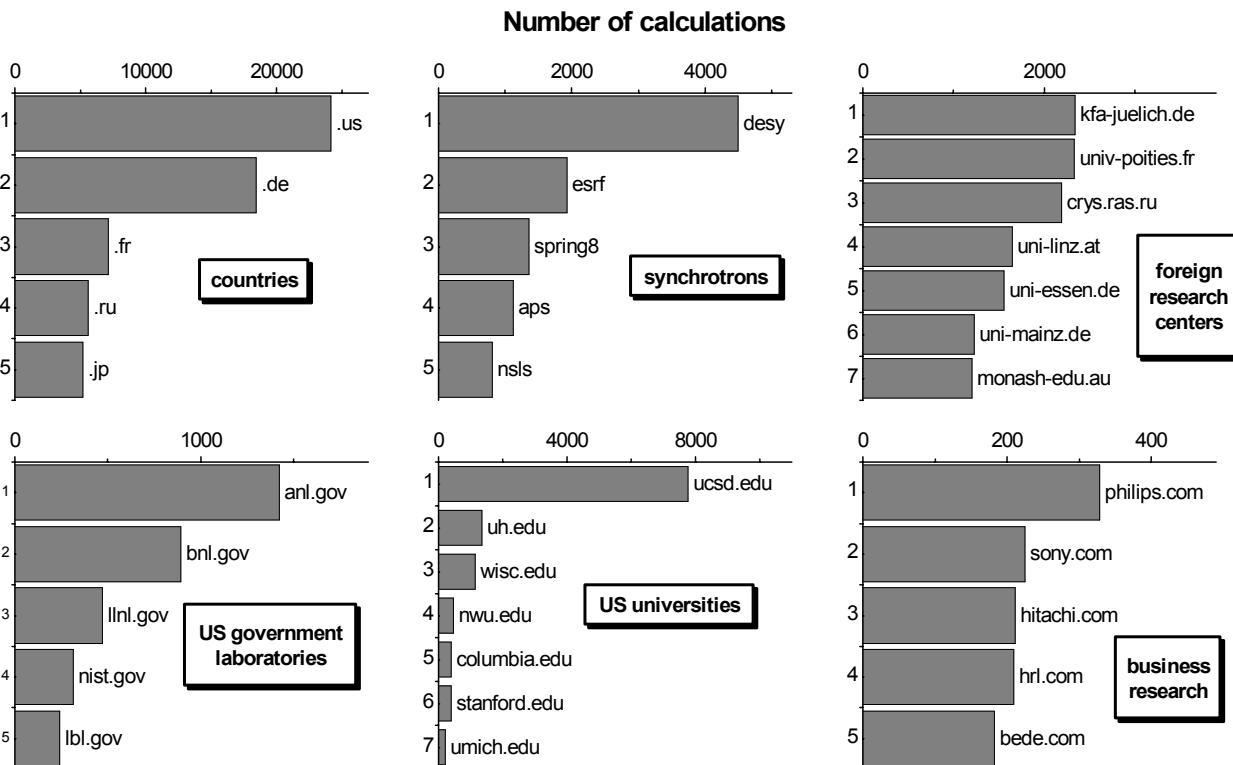 Number of calculations
0 10000 20000
1 .us
2 .de
3 .fr
4 .ru
5 .jp
countries
0 2000 4000
1 desy
2 esrf
3 spring8
4 aps
5 nsls
synchrotrons
0 2000
1 kfa-juelich.de
2 univ-poities.fr
3 crys.ras.ru
4 uni-linz.at
5 uni-essen.de
6 uni-mainz.de
7 monash-edu.au
foreign
research
centers
0 1000
1 anl.gov
2 bnl.gov
3 llnl.gov
4 nist.gov
5 lbl.gov
US government
laboratories
0 4000 8000
1 ucsd.edu
2 uh.edu
3 wisc.edu
4 nwu.edu
5 columbia.edu
6 stanford.edu
7 umich.edu
US universities
0 200 400
1 philips.com
2 sony.com
3 hitachi.com
4 hrl.com
5 bede.com
business
research